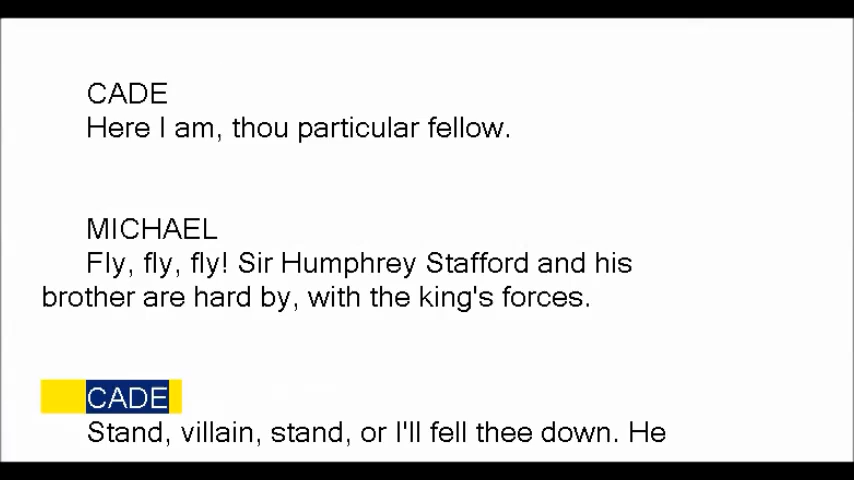 CADE
Here I am, thou particular fellow.
MICHAEL
Fly, fly, fly! Sir Humphrey Stafford and his
brother are hard by, with the king's forces.
CADE
Stand, villain, stand, or I'll fell thee down. He